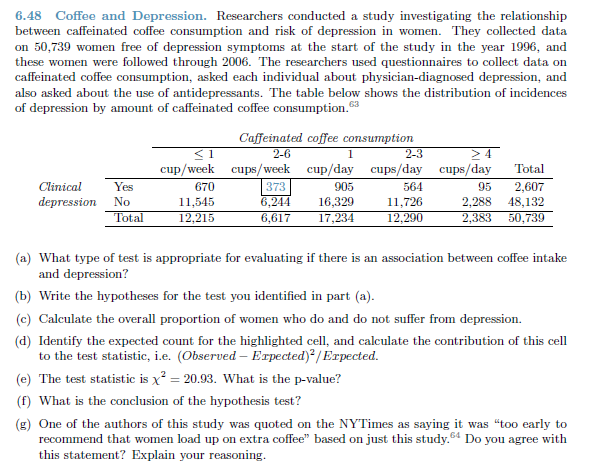 6.48 Coffee and Depression. Researchers conducted a study investigating the relationship
between caffeinated coffee consumption and risk of depression in women. They collected data
on 50,739 women free of depression symptoms at the start of the study in the year 1996, and
these women were followed through 2006. The researchers used questionnaires to collect data on
caffeinated coffee consumption, asked each individual about physician-diagnosed depression, and
also asked about the use of antidepressants. The table below shows the distribution of incidences
of depression by amount of caffeinated coffee consumption.63
Caffeinated coffee consumption
≤ 1 2-6 1 2-3 ≥ 4
cup/week cups/week cup/day cups/day cups/day Total
Clinical Yes 670 373 905 564 95 2,607
depression No 11,545 6,244 16,329 11,726 2,288 48,132
Total 12,215 6,617 17,234 12,290 2,383 50,739
(a) What type of test is appropriate for evaluating if there is an association between coffee intake
and depression?
(b) Write the hypotheses for the test you identified in part (a).
(c) Calculate the overall proportion of women who do and do not suffer from depression.
(d) Identify the expected count for the highlighted cell, and calculate the contribution of this cell
to the test statistic, i.e. (Observed − Expected)²/Expected.
(e) The test statistic is χ² = 20.93. What is the p-value?
(f) What is the conclusion of the hypothesis test?
(g) One of the authors of this study was quoted on the NYTimes as saying it was "too early to
recommend that women load up on extra coffee" based on just this study.64 Do you agree with
this statement? Explain your reasoning.